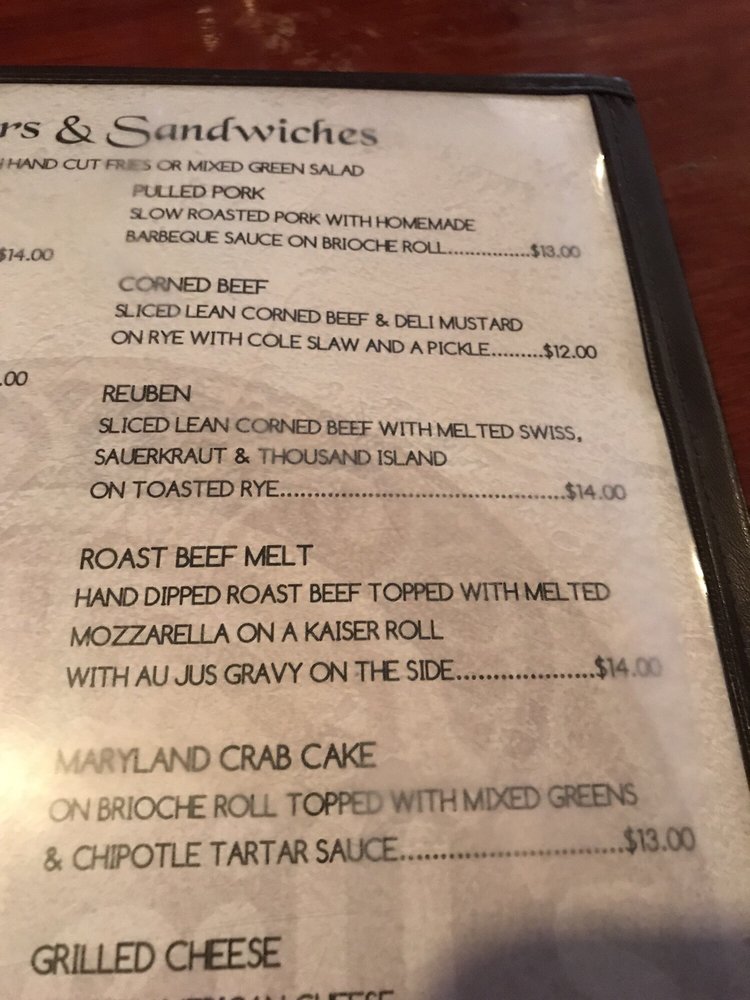 rs & Sandwiches
HAND CUT FRIES OR MIXED GREEN SALAD
PULLED PORK
SLOW ROASTED PORK WITH HOMEMADE
BARBEQUE SAUCE ON BRIOCHE ROLL...............$13.00
$14.00
CORNED BEEF
SLICED LEAN CORNED BEEF & DELI MUSTARD
ON RYE WITH COLE SLAW AND A PICKLE.........$12.00
.00
REUBEN
SLICED LEAN CORNED BEEF WITH MELTED SWISS,
SAUERKRAUT & THOUSAND ISLAND
ON TOASTED RYE..........................................$14.00
ROAST BEEF MELT
HAND DIPPED ROAST BEEF TOPPED WITH MELTED
MOZZARELLA ON A KAISER ROLL
WITH AU JUS GRAVY ON THE SIDE....................$14.00
MARYLAND CRAB CAKE
ON BRIOCHE ROLL TOPPED WITH MIXED GREENS
& CHIPOTLE TARTAR SAUCE..............................$13.00
GRILLED CHEESE
AMERICAN CHEESE